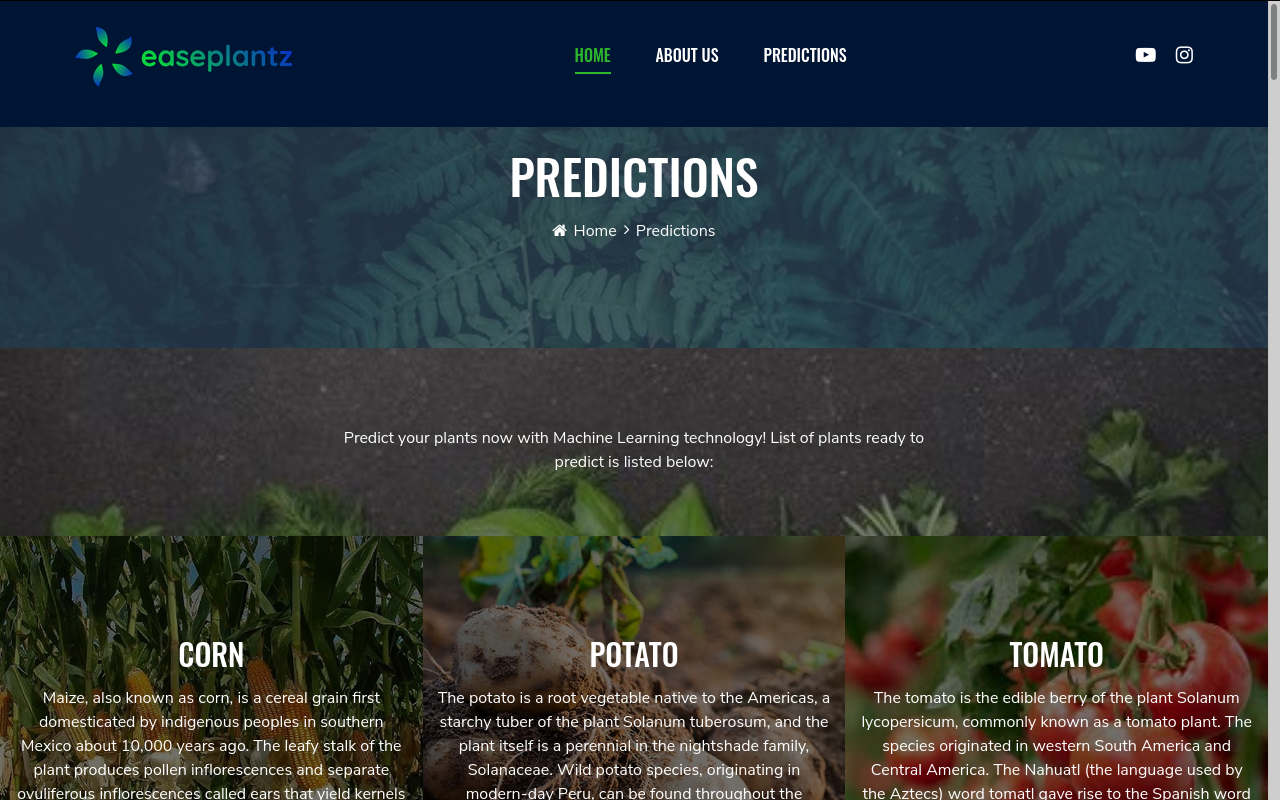 easeplantz
HOME
ABOUT US
PREDICTIONS
PREDICTIONS
Home
Predictions
Predict your plants now with Machine Learning technology! List of plants ready to
predict is listed below:
CORN
Maize, also known as corn, is a cereal grain first
domesticated by indigenous peoples in southern
Mexico about 10,000 years ago. The leafy stalk of the
plant produces pollen inflorescences and separate
ovuliferous inflorescences called ears that yield kernels
POTATO
The potato is a root vegetable native to the Americas, a
starchy tuber of the plant Solanum tuberosum, and the
plant itself is a perennial in the nightshade family,
Solanaceae. Wild potato species, originating in
modern-day Peru, can be found throughout the
TOMATO
The tomato is the edible berry of the plant Solanum
lycopersicum, commonly known as a tomato plant. The
species originated in western South America and
Central America. The Nahuatl (the language used by
the Aztecs) word tomatl gave rise to the Spanish word